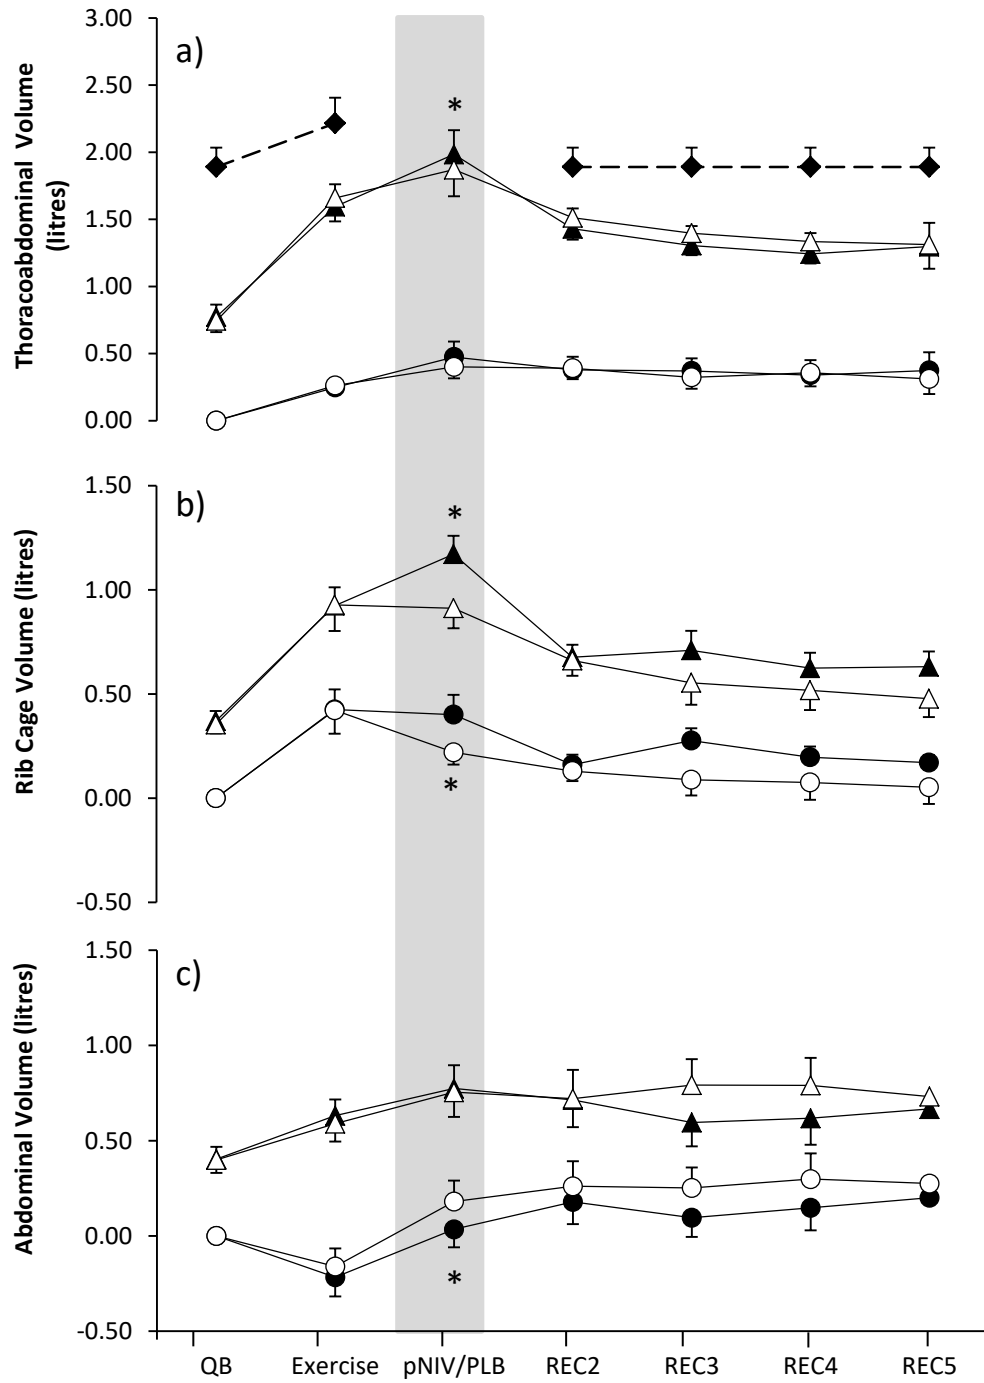 Thoracoabdominal Volume
(litres)
3.00
2.50
2.00
1.50
1.00
0.50
0.00
a)
*
Rib Cage Volume (litres)
1.50
1.00
0.50
0.00
-0.50
b)
*
*
Abdominal Volume (litres)
1.50
1.00
0.50
0.00
-0.50
c)
*
QB Exercise pNIV/PLB REC2 REC3 REC4 REC5